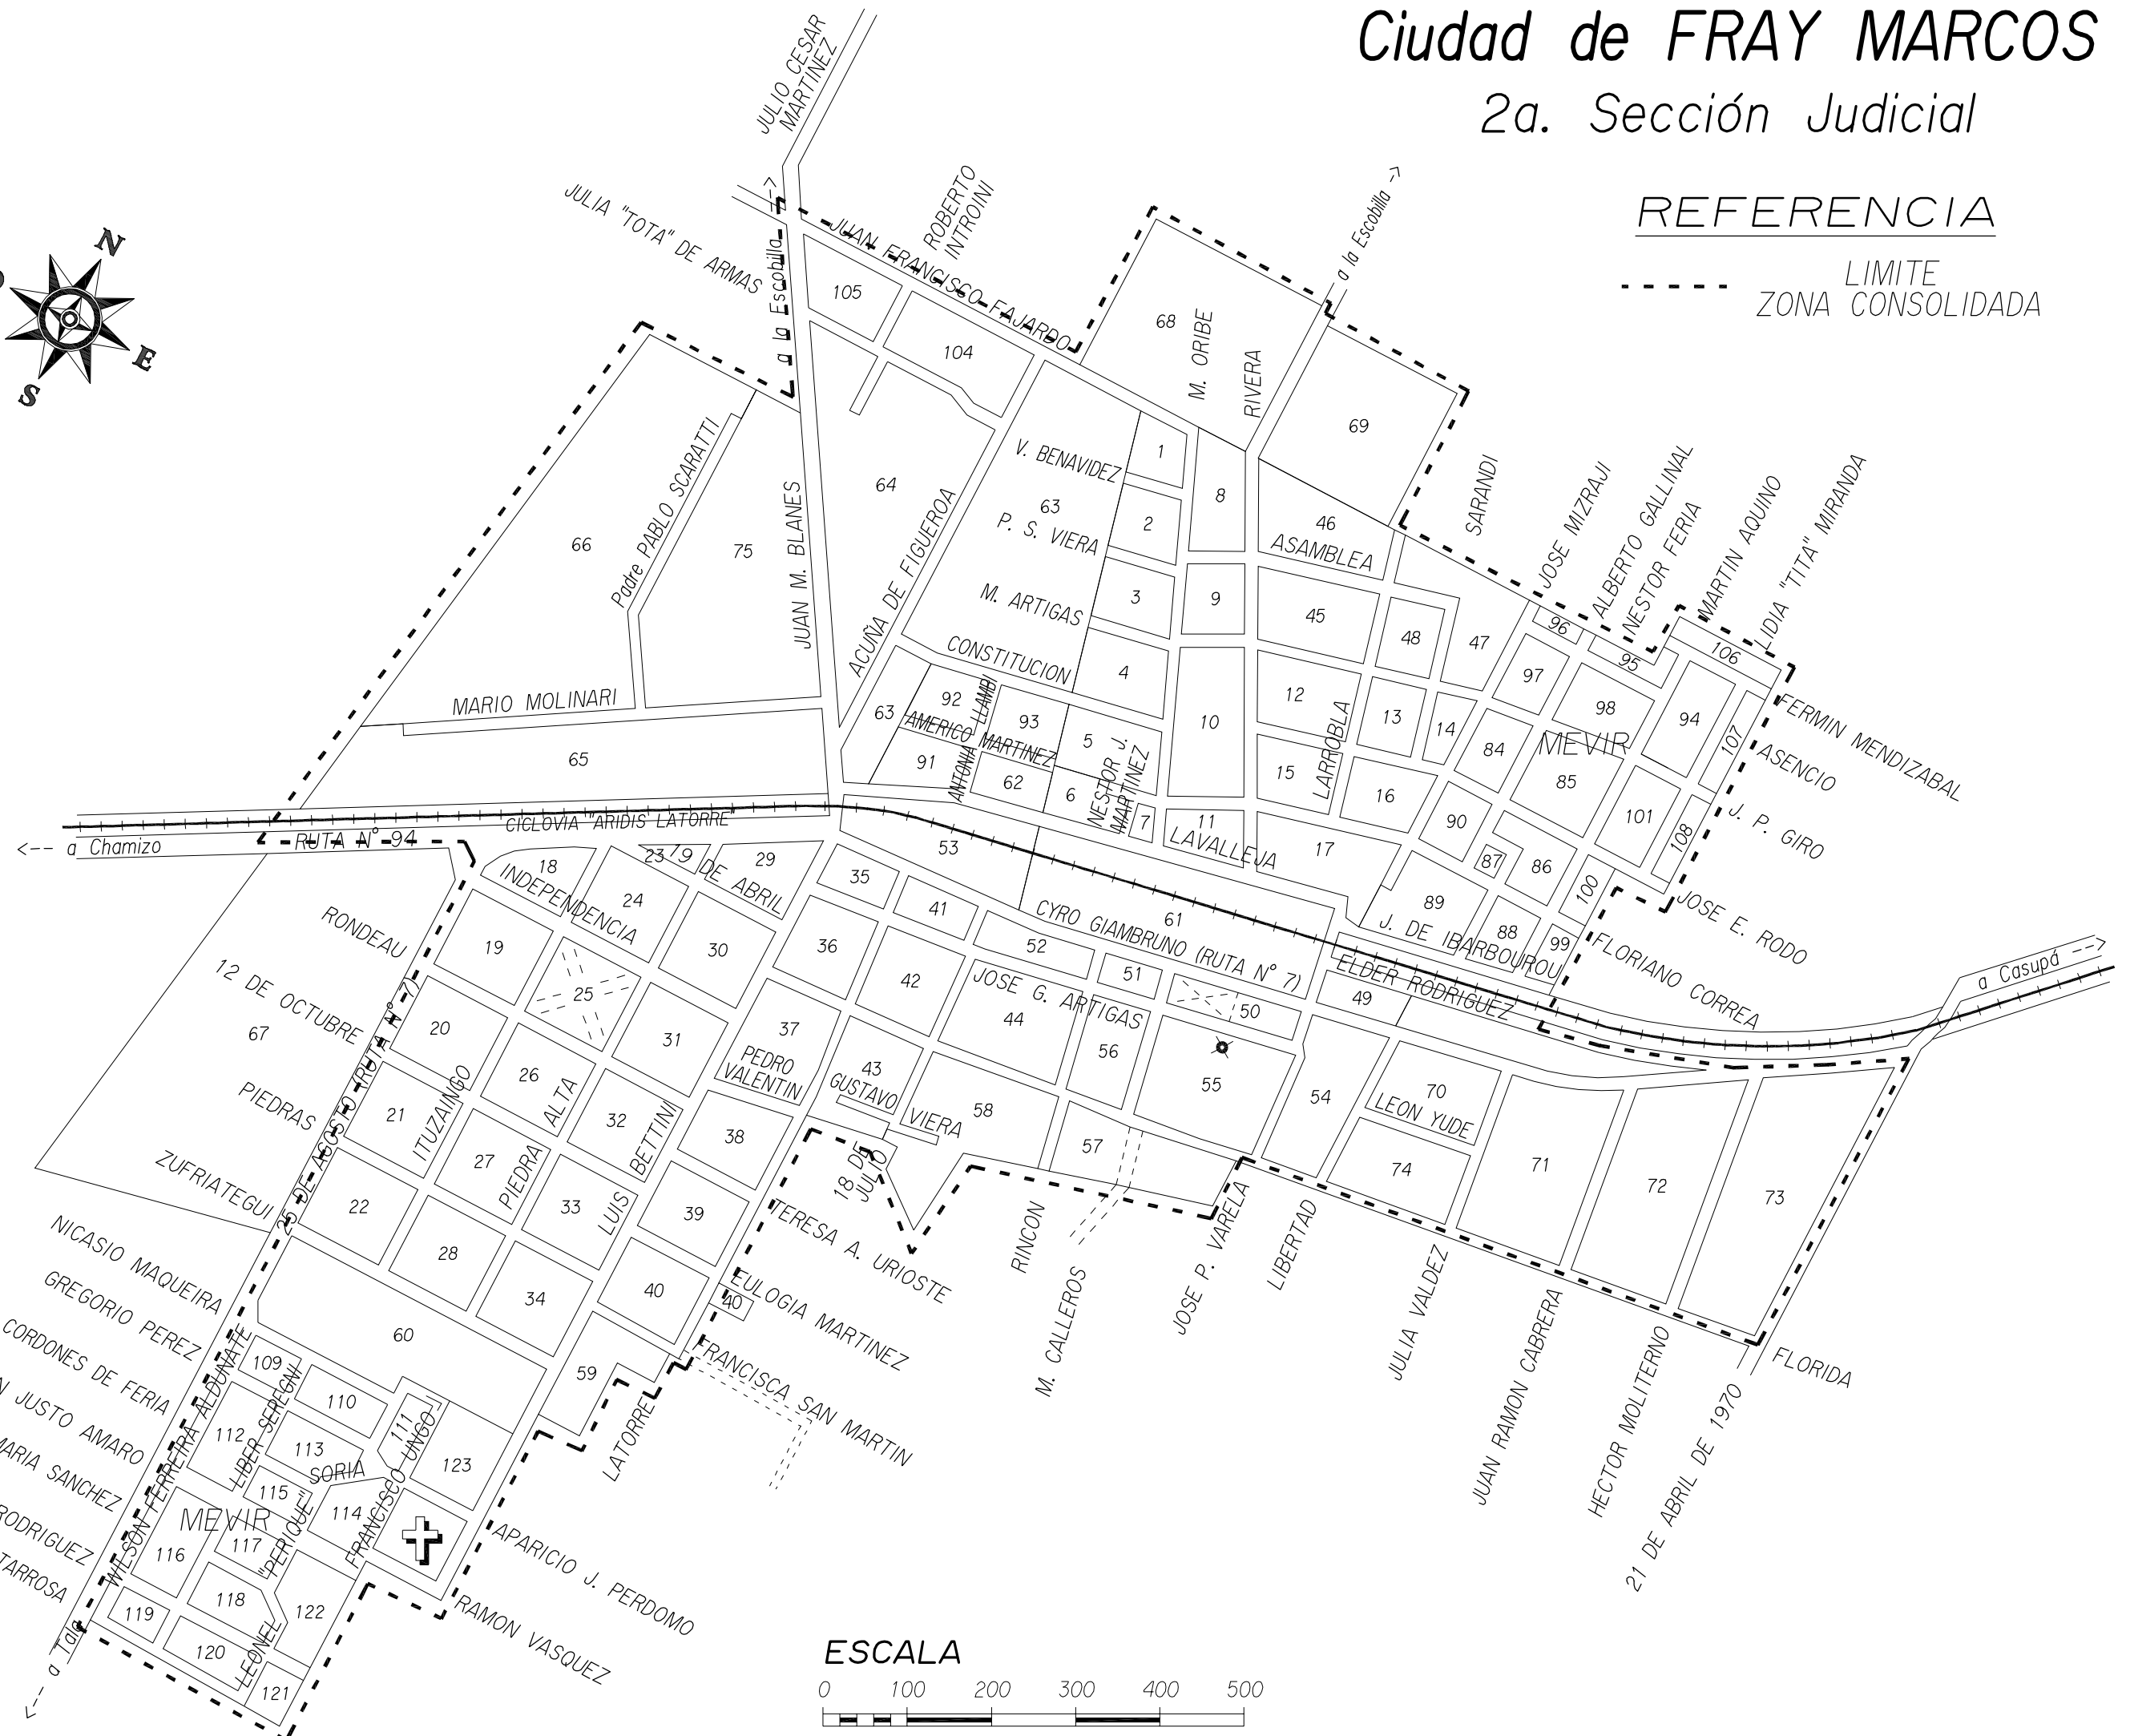 Ciudad de FRAY MARCOS
2a. Sección Judicial
REFERENCIA
LIMITE
ZONA CONSOLIDADA
N
E
S
JULIO CESAR
MARTINEZ
JULIA "TOTA" DE ARMAS
a la Escobilla
JUAN FRANCISCO FAJARDO
ROBERTO
INTROINI
a la Escobilla
105
104
68
M. ORIBE
RIVERA
69
SARANDI
JOSE MIZRAJI
ALBERTO GALLINAL
NESTOR FERIA
MARTIN AQUINO
LIDIA "TITA" MIRANDA
66
Padre PABLO SCARATTI
75
JUAN M. BLANES
64
ACUÑA DE FIGUEROA
V. BENAVIDEZ
63
P. S. VIERA
M. ARTIGAS
CONSTITUCION
1
2
3
4
8
9
10
46
ASAMBLEA
45
48
47
12
13
14
LARROBLA
15
16
96
95
106
97
98
94
107
84
MEVIR
85
101
108
90
87
86
100
FERMIN MENDIZABAL
ASENCIO
J. P. GIRO
JOSE E. RODO
FLORIANO CORREA
MARIO MOLINARI
65
63
92
ANTONIA LLAMBI
93
AMERICO MARTINEZ
91
62
5
6
NESTOR J.
MARTINEZ
7
11
LAVALLEJA
17
89
88
99
J. DE IBARBOUROU
CICLOVIA "ARIDIS LATORRE"
<-- a Chamizo
RUTA N° 94
53
61
CYRO GIAMBRUNO (RUTA N° 7)
ELDER RODRIGUEZ
a Casupá -->
18
INDEPENDENCIA
23
19 DE ABRIL
29
24
35
41
52
51
50
49
RONDEAU
12 DE OCTUBRE
67
PIEDRAS
ZUFRIATEGUI
25 DE AGOSTO (RUTA N° 7)
19
25
30
36
42
JOSE G. ARTIGAS
44
56
55
54
20
ITUZAINGO
26
31
37
PEDRO
VALENTIN
43
GUSTAVO
VIERA
58
57
70
LEON YUDE
74
71
72
73
21
27
PIEDRA
ALTA
32
LUIS
BETTINI
38
18 DE
JULIO
22
28
33
39
34
40
40
TERESA A. URIOSTE
EULOGIA MARTINEZ
FRANCISCA SAN MARTIN
RINCON
M. CALLEROS
JOSE P. VARELA
LIBERTAD
JULIA VALDEZ
JUAN RAMON CABRERA
HECTOR MOLITERNO
21 DE ABRIL DE 1970
FLORIDA
NICASIO MAQUEIRA
GREGORIO PEREZ
CORDONES DE FERIA
JUSTO AMARO
MARIA SANCHEZ
RODRIGUEZ
TARROSA
60
59
LATORRE
WILSON FERREIRA ALDUNATE
109
LIBER SEREGNI
110
111
FRANCISCO UNGO
112
113
SORIA
"PERIQUE"
123
115
114
MEVIR
116
117
118
122
119
120
LEONEL
121
APARICIO J. PERDOMO
RAMON VASQUEZ
a Tala
ESCALA
0 100 200 300 400 500